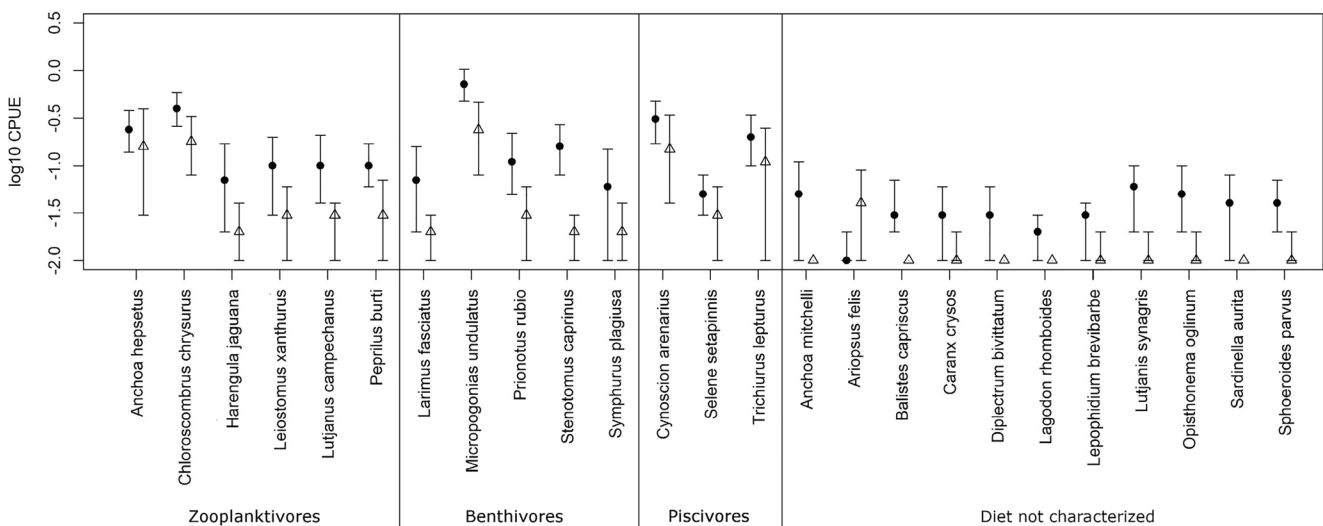 log10 CPUE
0.5
0.0
-0.5
-1.0
-1.5
-2.0
Anchoa hepsetus
Chloroscombrus chrysurus
Harengula jaguana
Leiostomus xanthurus
Lutjanus campechanus
Peprilus burti
Larimus fasciatus
Micropogonias undulatus
Prionotus rubio
Stenotomus caprinus
Symphurus plagiusa
Cynoscion arenarius
Selene setapinnis
Trichiurus lepturus
Anchoa mitchelli
Ariopsus felis
Balistes capriscus
Caranx crysos
Diplectrum bivittatum
Lagodon rhomboides
Lepophidium brevibarbe
Lutjanis synagris
Opisthonema oglinum
Sardinella aurita
Sphoeroides parvus
Zooplanktivores
Benthivores
Piscivores
Diet not characterized